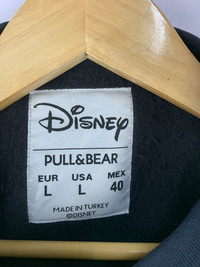 Disney
PULL&BEAR
EUR USA MEX
L L 40
MADE IN TURKEY
©DISNEY